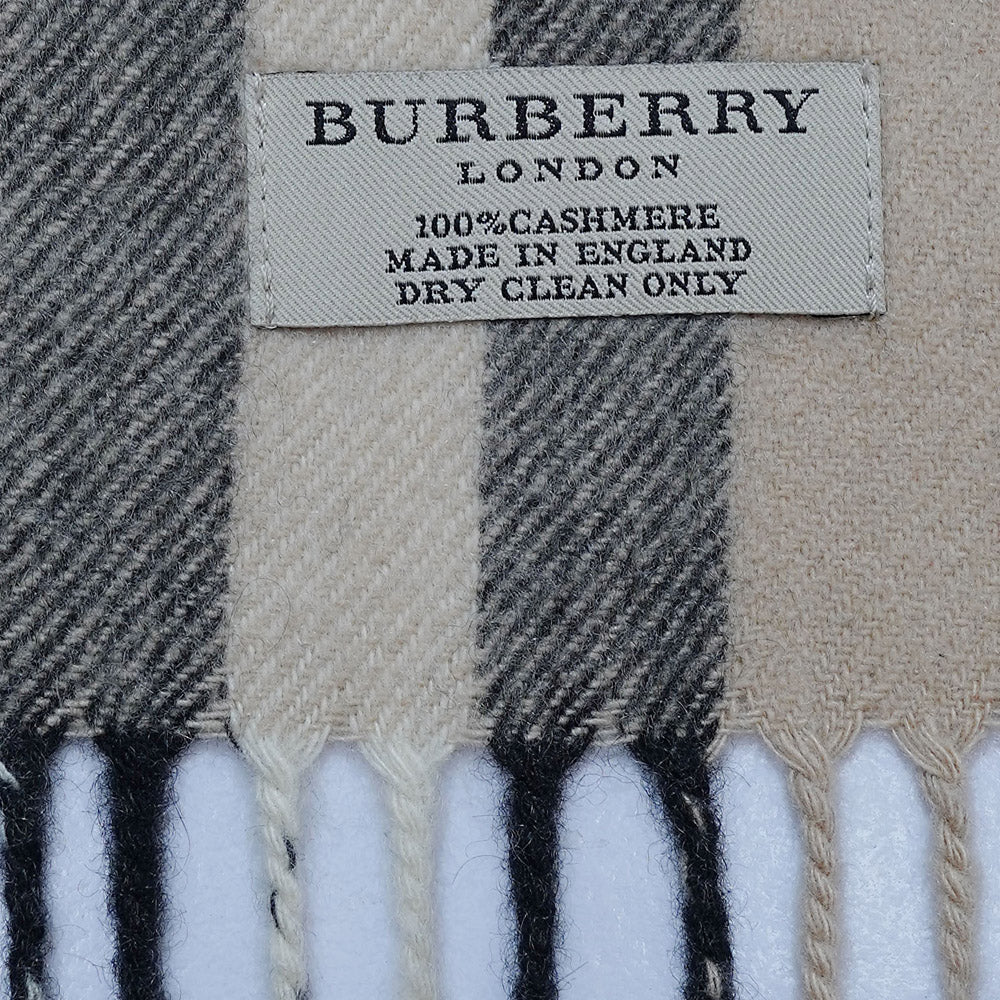 BURBERRY
LONDON
100%CASHMERE
MADE IN ENGLAND
DRY CLEAN ONLY